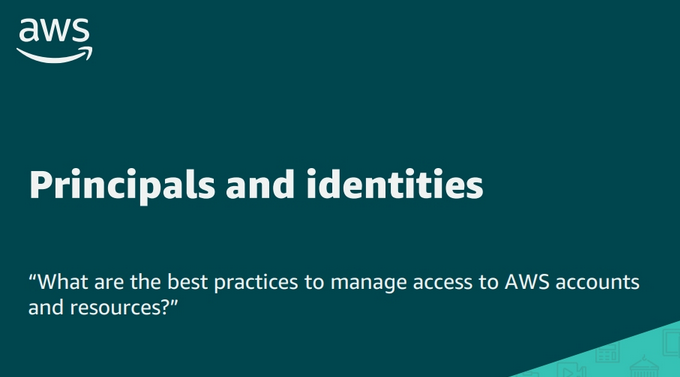 aws
Principals and identities
“What are the best practices to manage access to AWS accounts
and resources?”